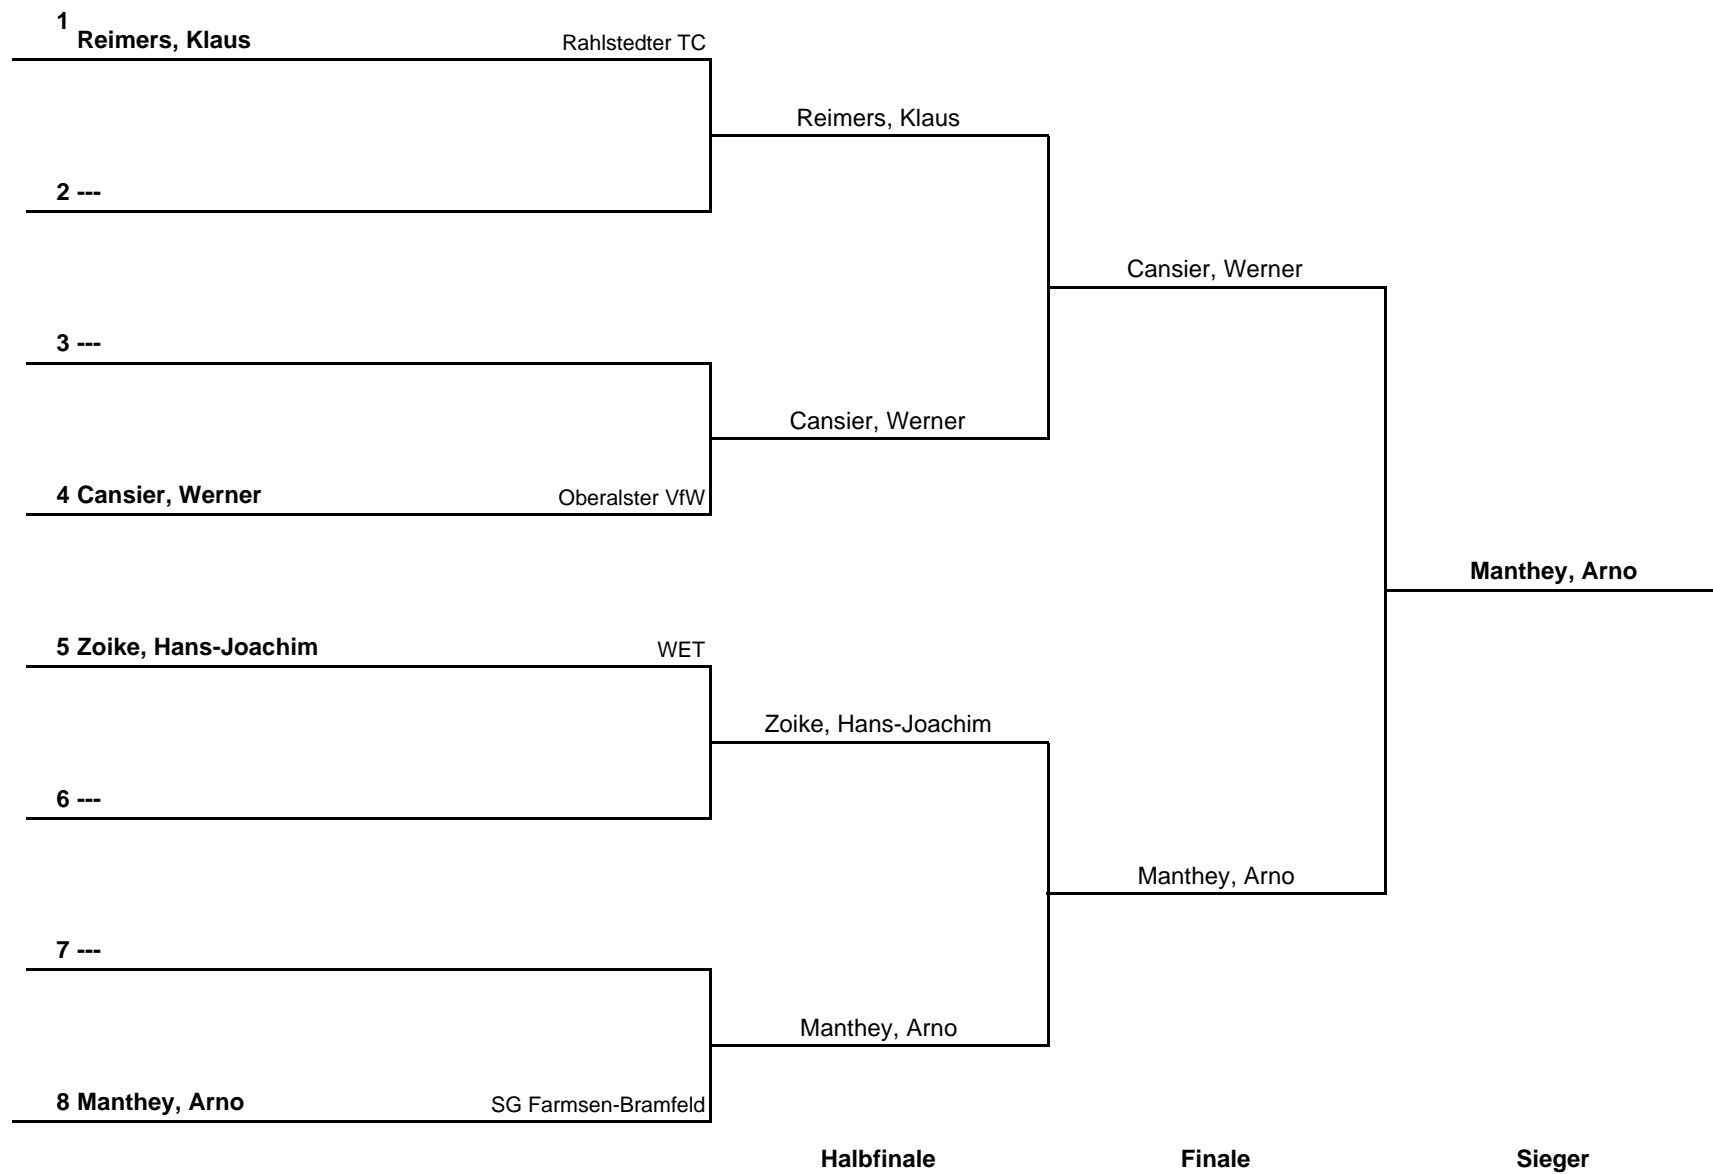 1
Reimers, Klaus Rahlstedter TC
Reimers, Klaus
2 ---
Cansier, Werner
3 ---
Cansier, Werner
4 Cansier, Werner Oberalster VfW
Manthey, Arno
5 Zoike, Hans-Joachim WET
Zoike, Hans-Joachim
6 ---
Manthey, Arno
7 ---
Manthey, Arno
8 Manthey, Arno SG Farmsen-Bramfeld
Halbfinale Finale Sieger